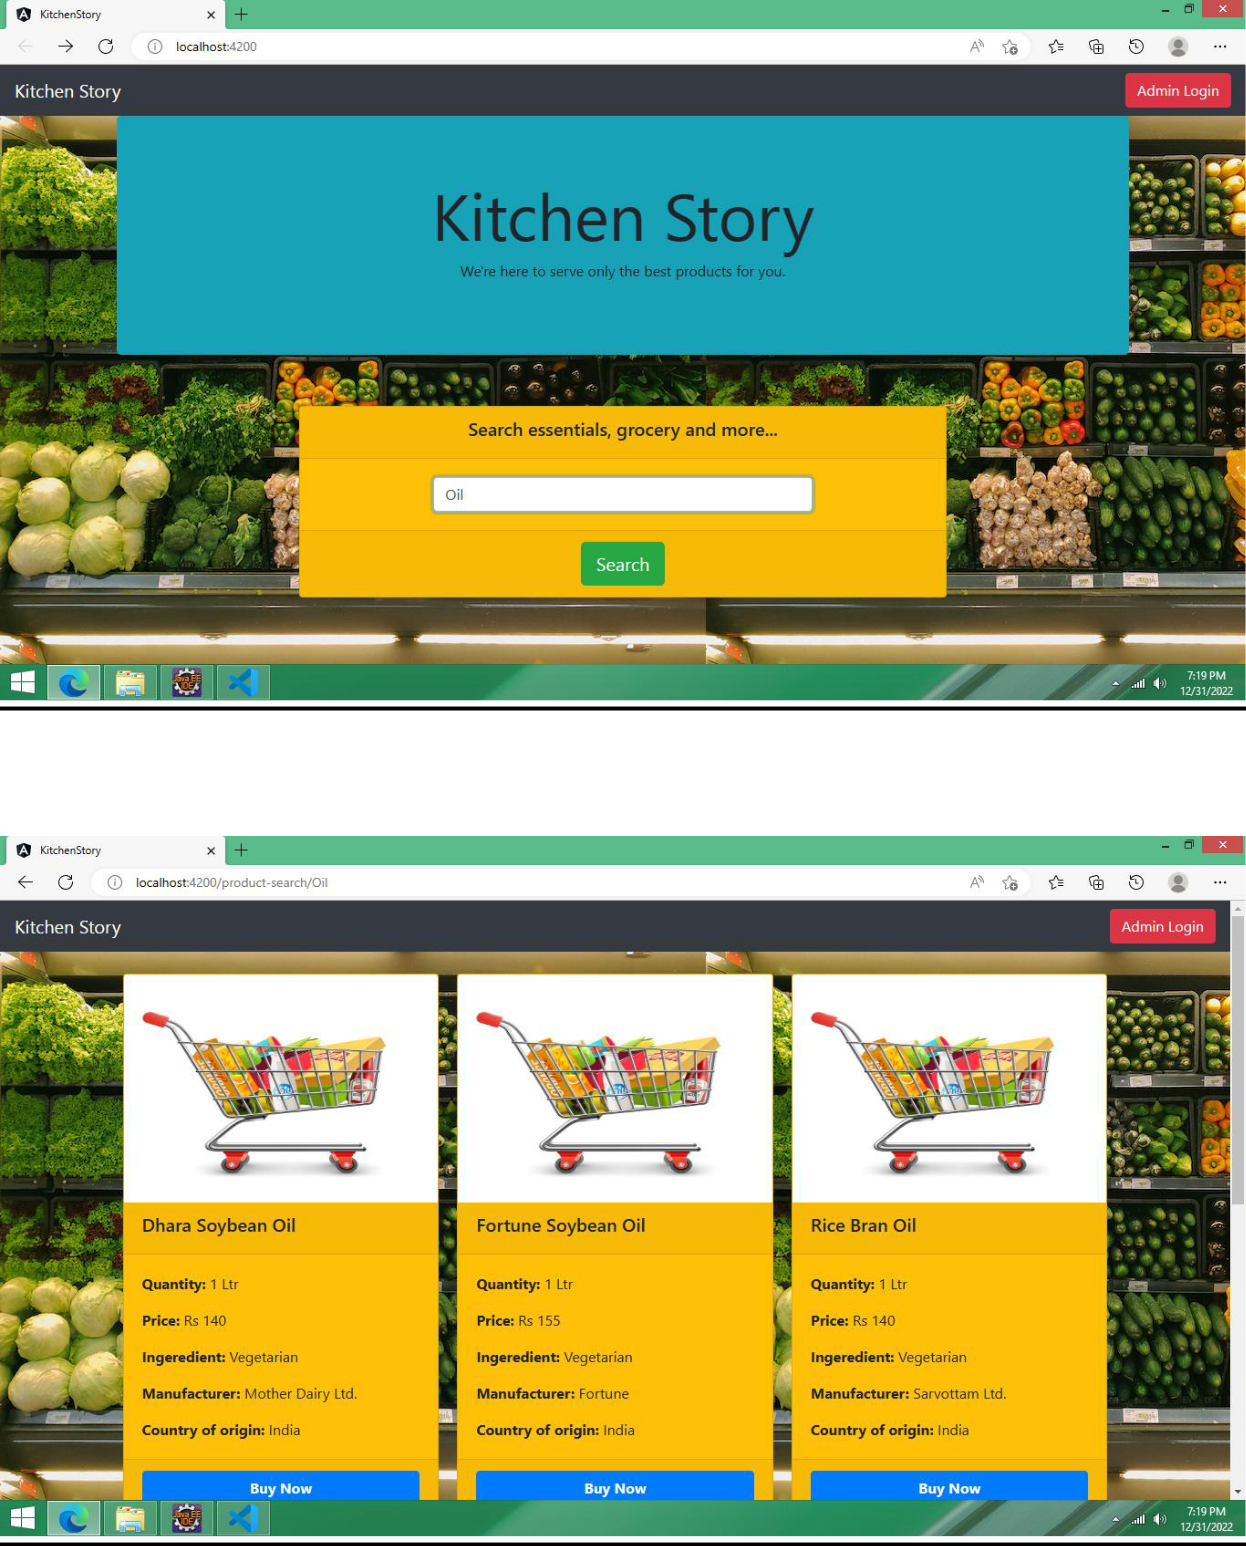 KitchenStory
localhost:4200
Kitchen Story
Admin Login
Kitchen Story
We're here to serve only the best products for you.
Search essentials, grocery and more...
Oil
Search
7:19 PM
12/31/2022
KitchenStory
localhost:4200/product-search/Oil
Kitchen Story
Admin Login
Dhara Soybean Oil
Quantity: 1 Ltr
Price: Rs 140
Ingeredient: Vegetarian
Manufacturer: Mother Dairy Ltd.
Country of origin: India
Buy Now
Fortune Soybean Oil
Quantity: 1 Ltr
Price: Rs 155
Ingeredient: Vegetarian
Manufacturer: Fortune
Country of origin: India
Buy Now
Rice Bran Oil
Quantity: 1 Ltr
Price: Rs 140
Ingeredient: Vegetarian
Manufacturer: Sarvottam Ltd.
Country of origin: India
Buy Now
7:19 PM
12/31/2022